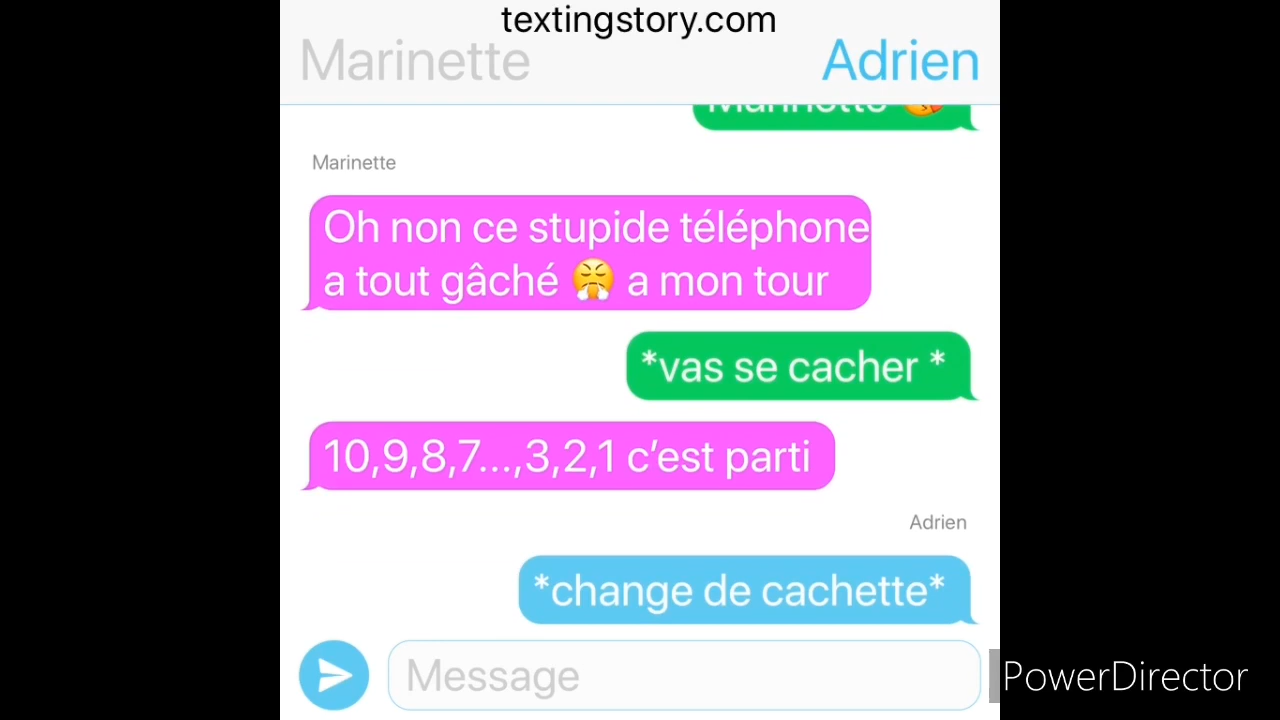 textingstory.com
Marinette
Adrien
Marinette
Marinette
Oh non ce stupide téléphone
a tout gâché 😤 a mon tour
*vas se cacher *
10,9,8,7...,3,2,1 c’est parti
Adrien
*change de cachette*
Message
PowerDirector